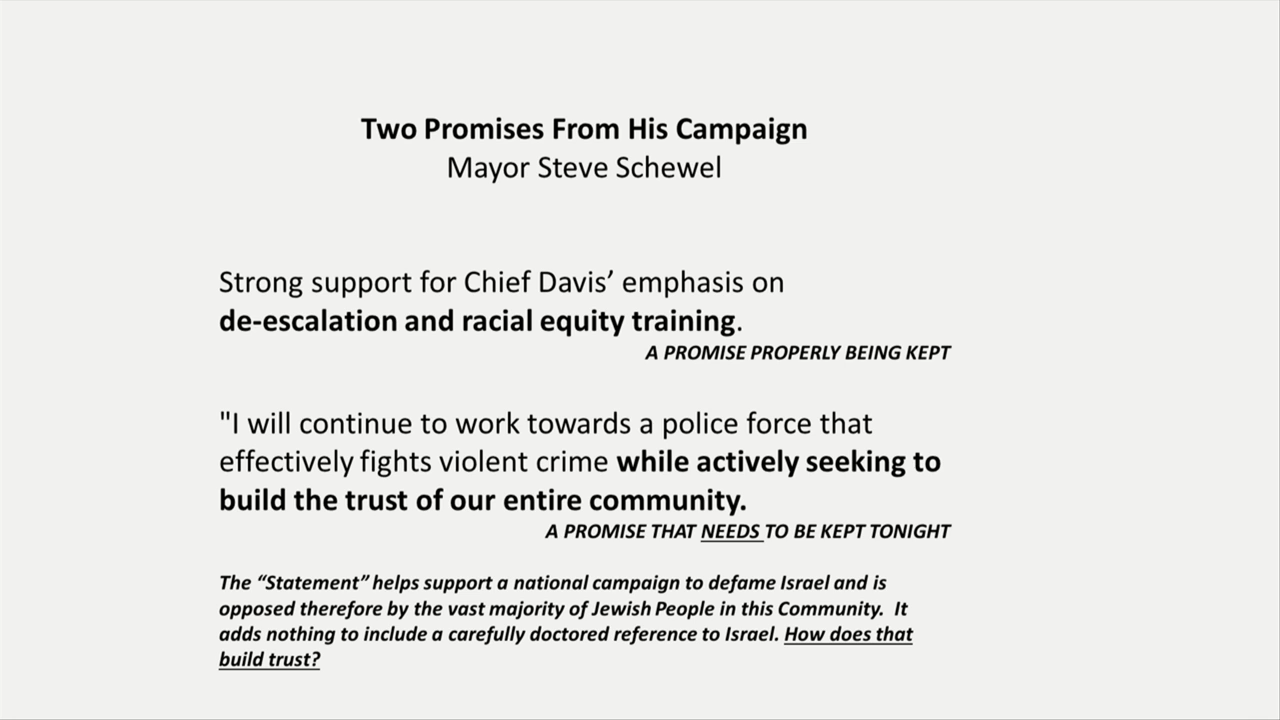 Two Promises From His Campaign
Mayor Steve Schewel
Strong support for Chief Davis’ emphasis on
de-escalation and racial equity training.
A PROMISE PROPERLY BEING KEPT
"I will continue to work towards a police force that
effectively fights violent crime while actively seeking to
build the trust of our entire community.
A PROMISE THAT NEEDS TO BE KEPT TONIGHT
The “Statement” helps support a national campaign to defame Israel and is
opposed therefore by the vast majority of Jewish People in this Community. It
adds nothing to include a carefully doctored reference to Israel. How does that
build trust?